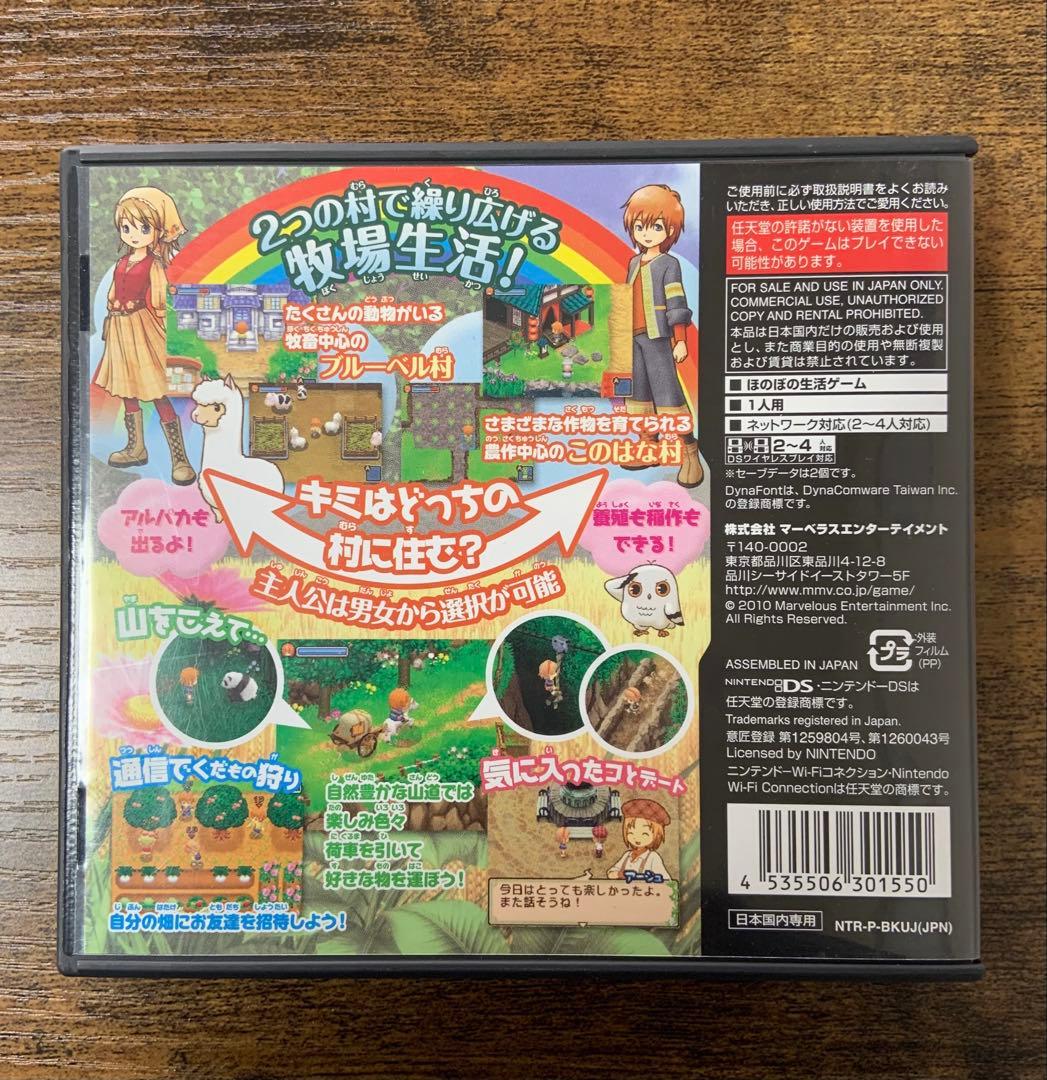 2つの村で繰り広げる
牧場生活！
たくさんの動物がいる
牧畜中心の
ブルーベル村
さまざまな作物を育てられる
農作中心の このはな村
キミはどっちの
村に住む？
アルパカも
出るよ！
養殖も稲作も
できる！
主人公は男女から選択が可能
山をこえて…
通信でくだもの狩り
自然豊かな山道では
楽しみ色々
荷車を引いて
好きな物を運ぼう！
気に入ったコとデート
アーシュ
今日はとっても楽しかったよ。
また話そうね！
自分の畑にお友達を招待しよう！
ご使用前に必ず取扱説明書をよくお読み
いただき、正しい使用方法でご愛用ください。
任天堂の許諾がない装置を使用した
場合、このゲームはプレイできない
可能性があります。
FOR SALE AND USE IN JAPAN ONLY.
COMMERCIAL USE, UNAUTHORIZED
COPY AND RENTAL PROHIBITED.
本品は日本国内だけの販売および使用
とし、また商業目的の使用や無断複製
および賃貸は禁止されています。
■ ほのぼの生活ゲーム
■ 1人用
■ ネットワーク対応(2〜4人対応)
2〜4人対応
DSワイヤレスプレイ対応
※セーブデータは2個です。
DynaFontは、DynaComware Taiwan Inc.
の登録商標です。
株式会社 マーベラスエンターテイメント
〒140-0002
東京都品川区東品川4-12-8
品川シーサイドイーストタワー5F
http://www.mmv.co.jp/game/
© 2010 Marvelous Entertainment Inc.
All Rights Reserved.
プラ
外装
フィルム
(PP)
ASSEMBLED IN JAPAN
NINTENDO DS・ニンテンドーDSは
任天堂の登録商標です。
Trademarks registered in Japan.
意匠登録 第1259804号、第1260043号
Licensed by NINTENDO
ニンテンドーWi-Fiコネクション・Nintendo
Wi-Fi Connectionは任天堂の商標です。
4 535506 301550
日本国内専用
NTR-P-BKUJ(JPN)